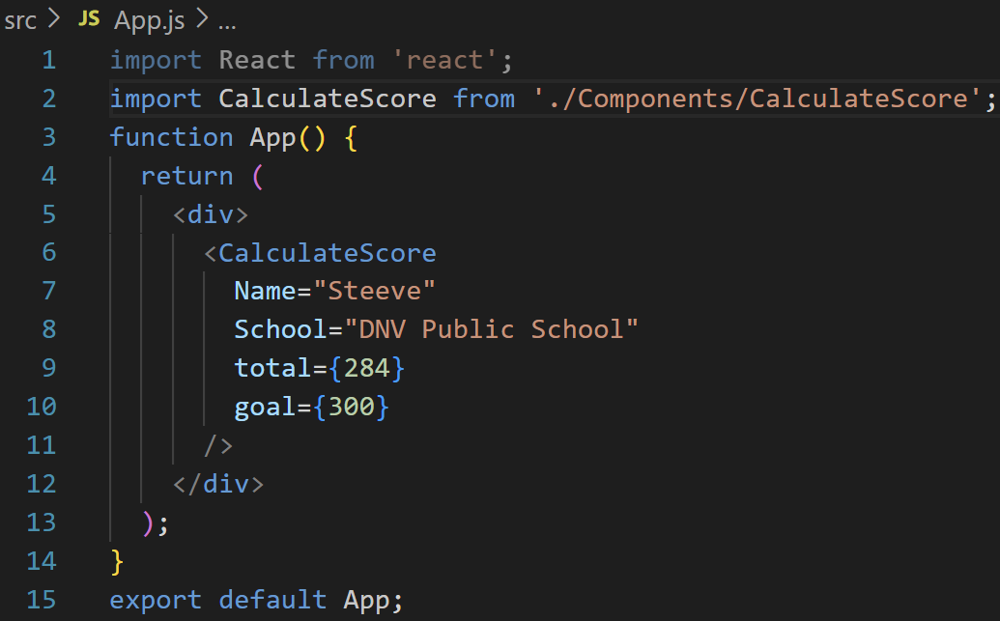 src > JS App.js > ...
1 import React from 'react';
2 import CalculateScore from './Components/CalculateScore';
3 function App() {
4   return (
5     <div>
6       <CalculateScore
7         Name="Steeve"
8         School="DNV Public School"
9         total={284}
10         goal={300}
11       />
12     </div>
13   );
14 }
15 export default App;